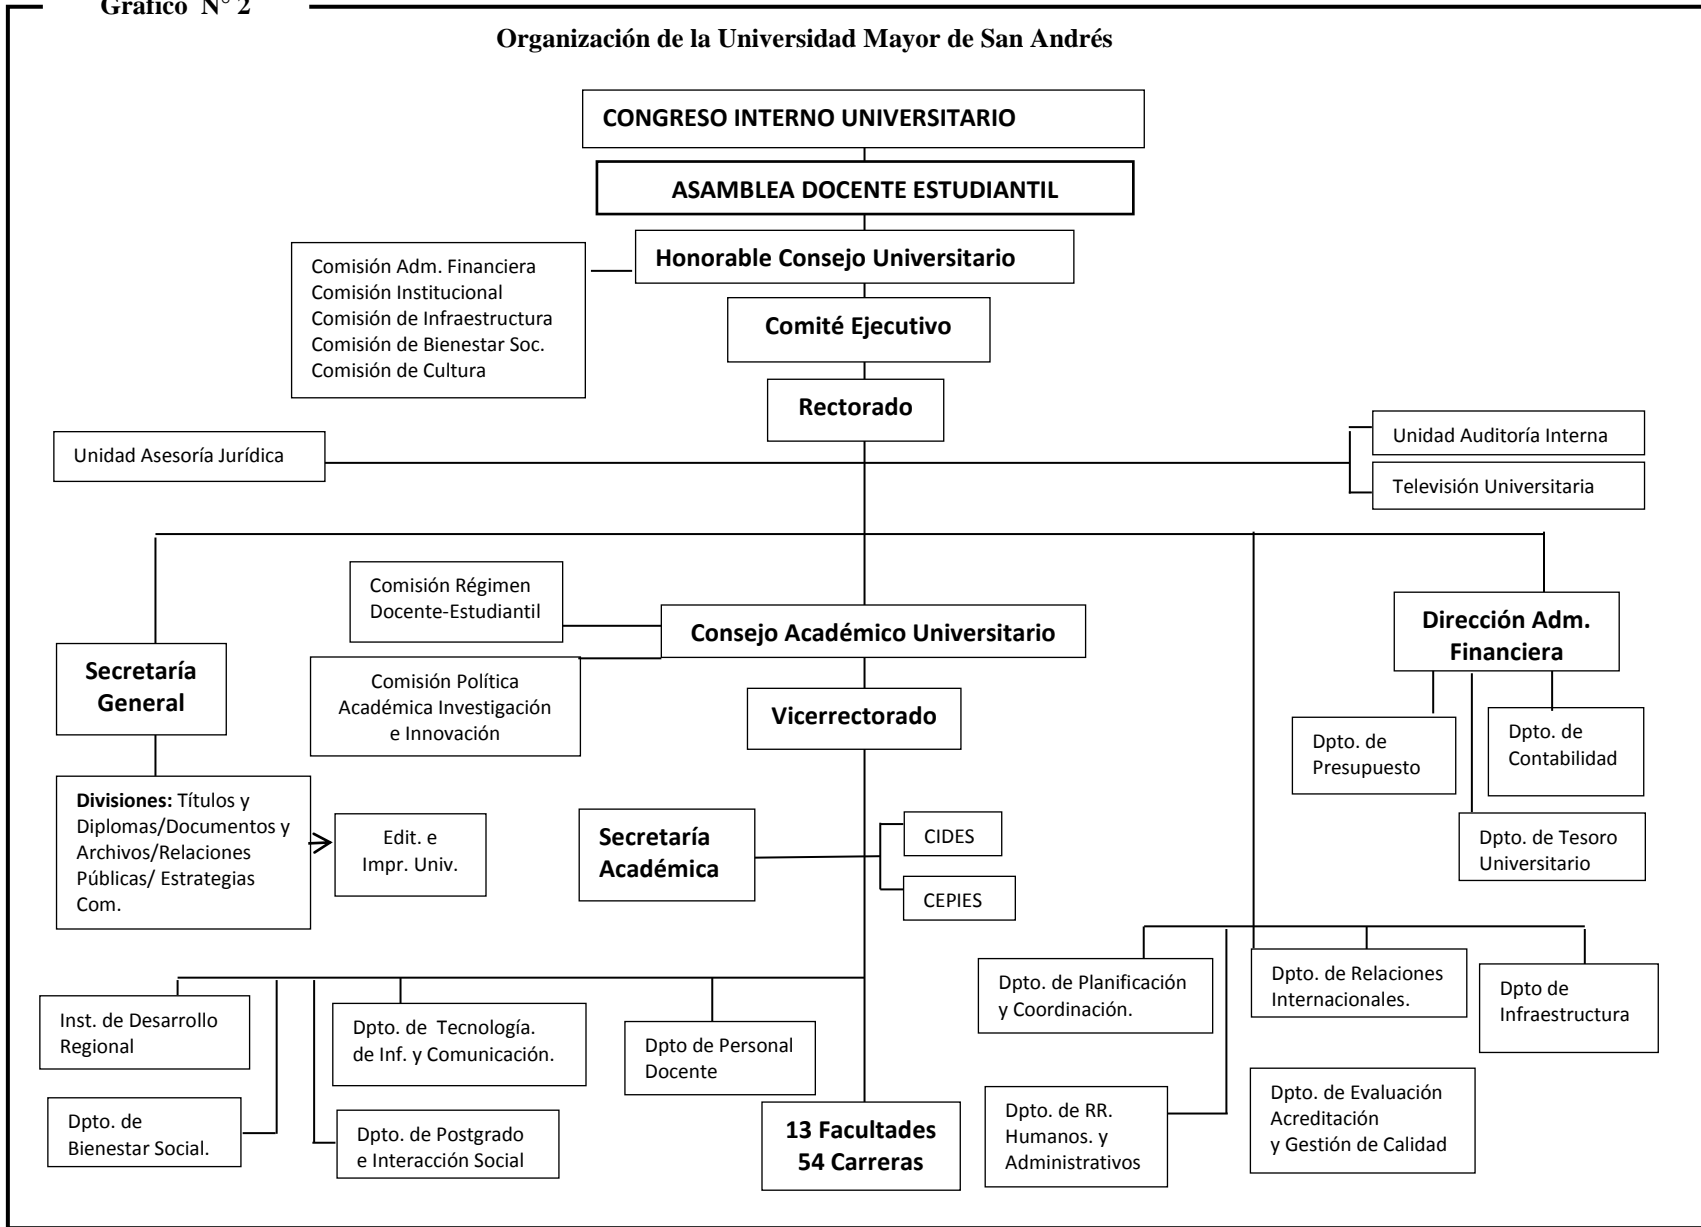 Gráfico N° 2
Organización de la Universidad Mayor de San Andrés
CONGRESO INTERNO UNIVERSITARIO
ASAMBLEA DOCENTE ESTUDIANTIL
Honorable Consejo Universitario
Comisión Adm. Financiera
Comisión Institucional
Comisión de Infraestructura
Comisión de Bienestar Soc.
Comisión de Cultura
Comité Ejecutivo
Rectorado
Unidad Asesoría Jurídica
Unidad Auditoría Interna
Televisión Universitaria
Comisión Régimen
Docente-Estudiantil
Consejo Académico Universitario
Dirección Adm.
Financiera
Secretaría
General
Comisión Política
Académica Investigación
e Innovación
Vicerrectorado
Dpto. de
Presupuesto
Dpto. de
Contabilidad
Divisiones: Títulos y
Diplomas/Documentos y
Archivos/Relaciones
Públicas/ Estrategias
Com.
Edit. e
Impr. Univ.
Secretaría
Académica
CIDES
CEPIES
Dpto. de Tesoro
Universitario
Dpto. de Planificación
y Coordinación.
Dpto. de Relaciones
Internacionales.
Dpto de
Infraestructura
Inst. de Desarrollo
Regional
Dpto. de Tecnología.
de Inf. y Comunicación.
Dpto de Personal
Docente
Dpto. de
Bienestar Social.
Dpto. de Postgrado
e Interacción Social
13 Facultades
54 Carreras
Dpto. de RR.
Humanos. y
Administrativos
Dpto. de Evaluación
Acreditación
y Gestión de Calidad